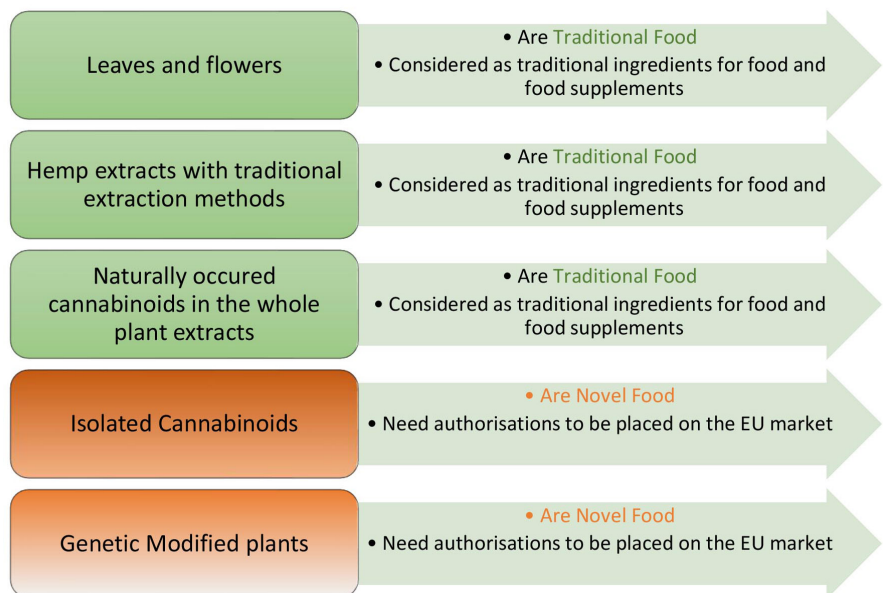 Leaves and flowers
• Are Traditional Food
• Considered as traditional ingredients for food and
food supplements
Hemp extracts with traditional
extraction methods
• Are Traditional Food
• Considered as traditional ingredients for food and
food supplements
Naturally occured
cannabinoids in the whole
plant extracts
• Are Traditional Food
• Considered as traditional ingredients for food and
food supplements
Isolated Cannabinoids
• Are Novel Food
• Need authorisations to be placed on the EU market
Genetic Modified plants
• Are Novel Food
• Need authorisations to be placed on the EU market